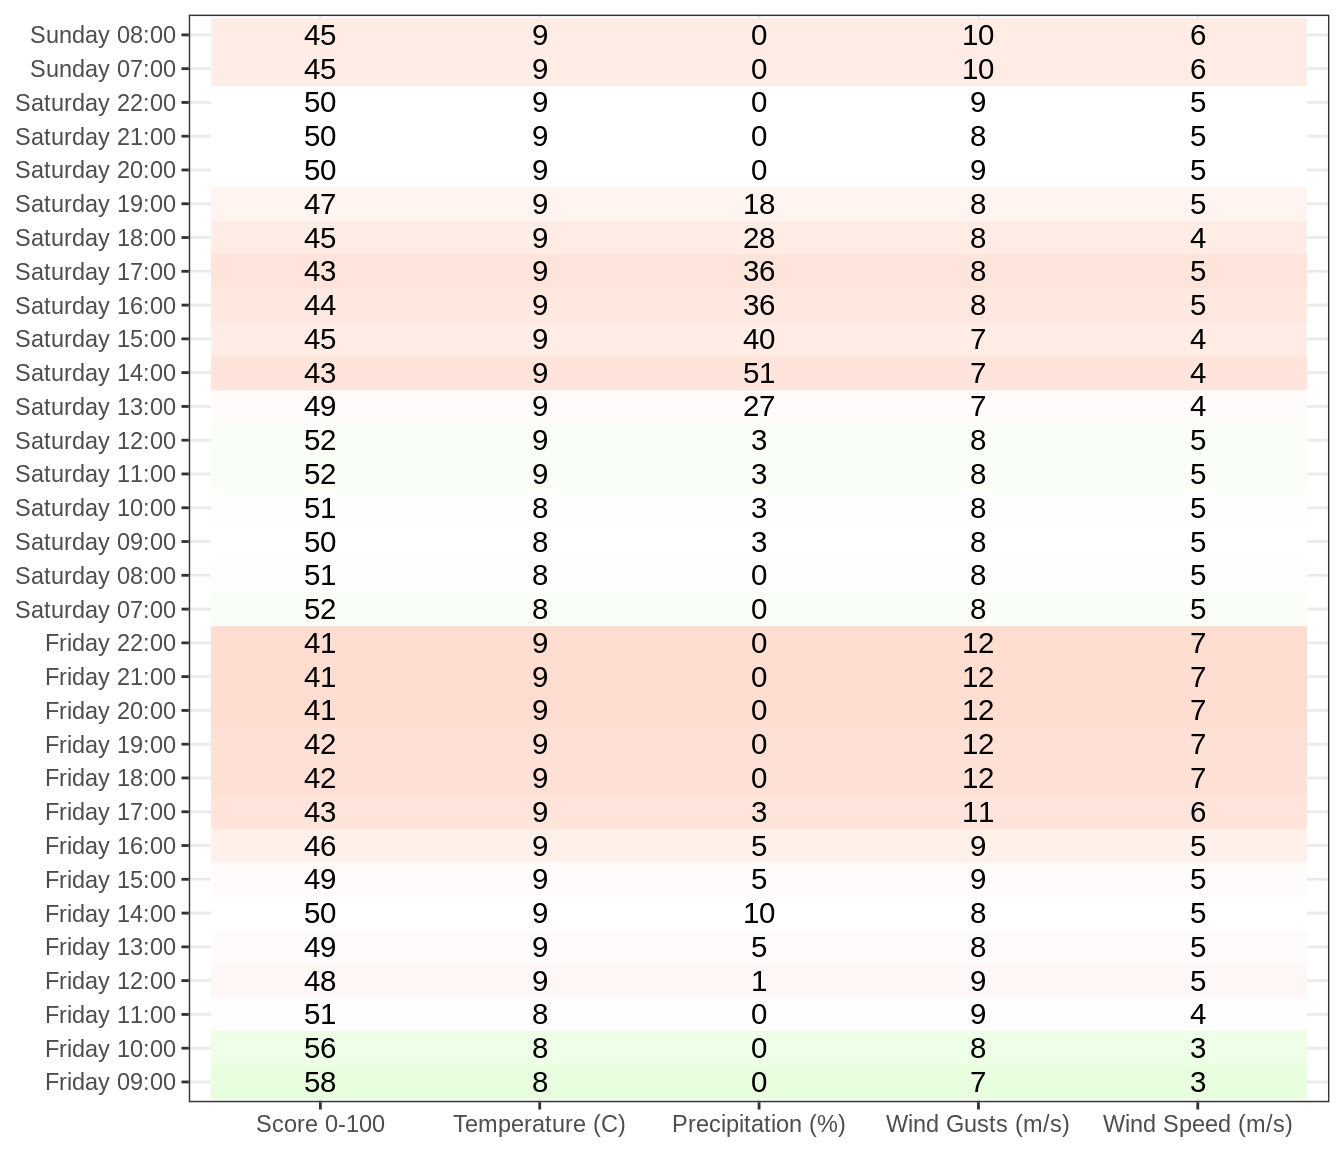 Sunday 08:00 45 9 0 10 6
Sunday 07:00 45 9 0 10 6
Saturday 22:00 50 9 0 9 5
Saturday 21:00 50 9 0 8 5
Saturday 20:00 50 9 0 9 5
Saturday 19:00 47 9 18 8 5
Saturday 18:00 45 9 28 8 4
Saturday 17:00 43 9 36 8 5
Saturday 16:00 44 9 36 8 5
Saturday 15:00 45 9 40 7 4
Saturday 14:00 43 9 51 7 4
Saturday 13:00 49 9 27 7 4
Saturday 12:00 52 9 3 8 5
Saturday 11:00 52 9 3 8 5
Saturday 10:00 51 8 3 8 5
Saturday 09:00 50 8 3 8 5
Saturday 08:00 51 8 0 8 5
Saturday 07:00 52 8 0 8 5
Friday 22:00 41 9 0 12 7
Friday 21:00 41 9 0 12 7
Friday 20:00 41 9 0 12 7
Friday 19:00 42 9 0 12 7
Friday 18:00 42 9 0 12 7
Friday 17:00 43 9 3 11 6
Friday 16:00 46 9 5 9 5
Friday 15:00 49 9 5 9 5
Friday 14:00 50 9 10 8 5
Friday 13:00 49 9 5 8 5
Friday 12:00 48 9 1 9 5
Friday 11:00 51 8 0 9 4
Friday 10:00 56 8 0 8 3
Friday 09:00 58 8 0 7 3
Score 0-100 Temperature (C) Precipitation (%) Wind Gusts (m/s) Wind Speed (m/s)